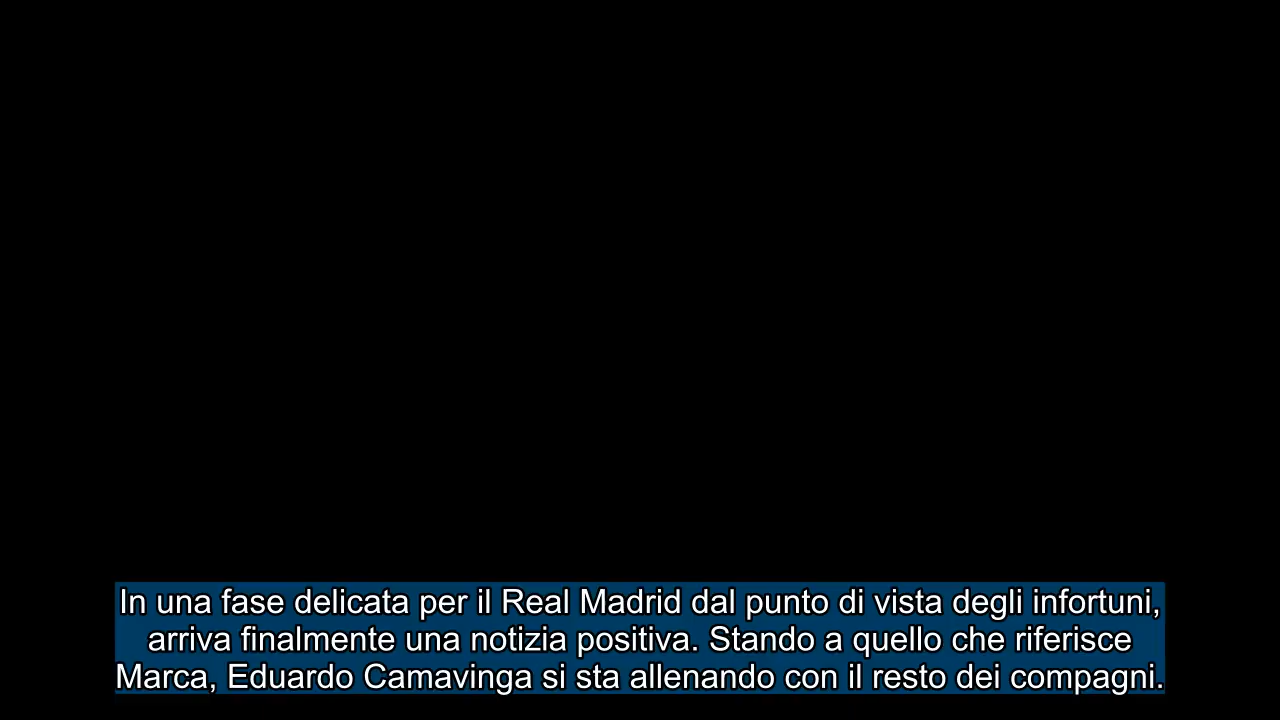 In una fase delicata per il Real Madrid dal punto di vista degli infortuni,
arriva finalmente una notizia positiva. Stando a quello che riferisce
Marca, Eduardo Camavinga si sta allenando con il resto dei compagni.